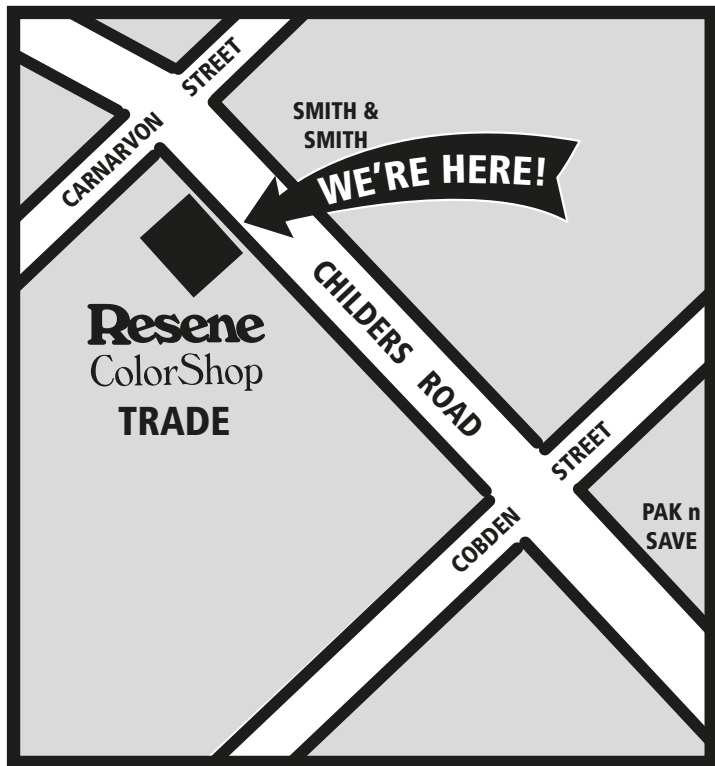 CARNARVON STREET
SMITH &
SMITH
WE'RE HERE!
CHILDERS ROAD
Resene
ColorShop
TRADE
COBDEN STREET
PAK n
SAVE